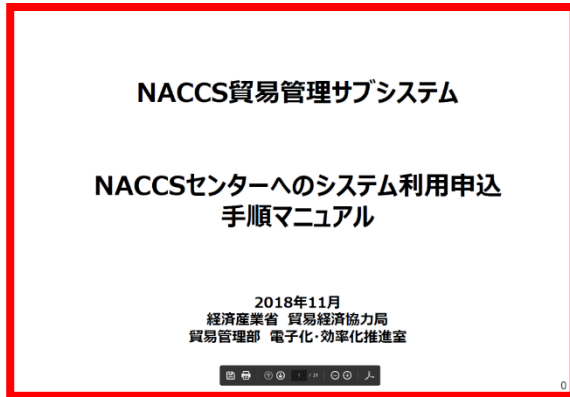 NACCS貿易管理サブシステム
NACCSセンターへのシステム利用申込
手順マニュアル
2018年11月
経済産業省 貿易経済協力局
貿易管理部 電子化・効率化推進室
0